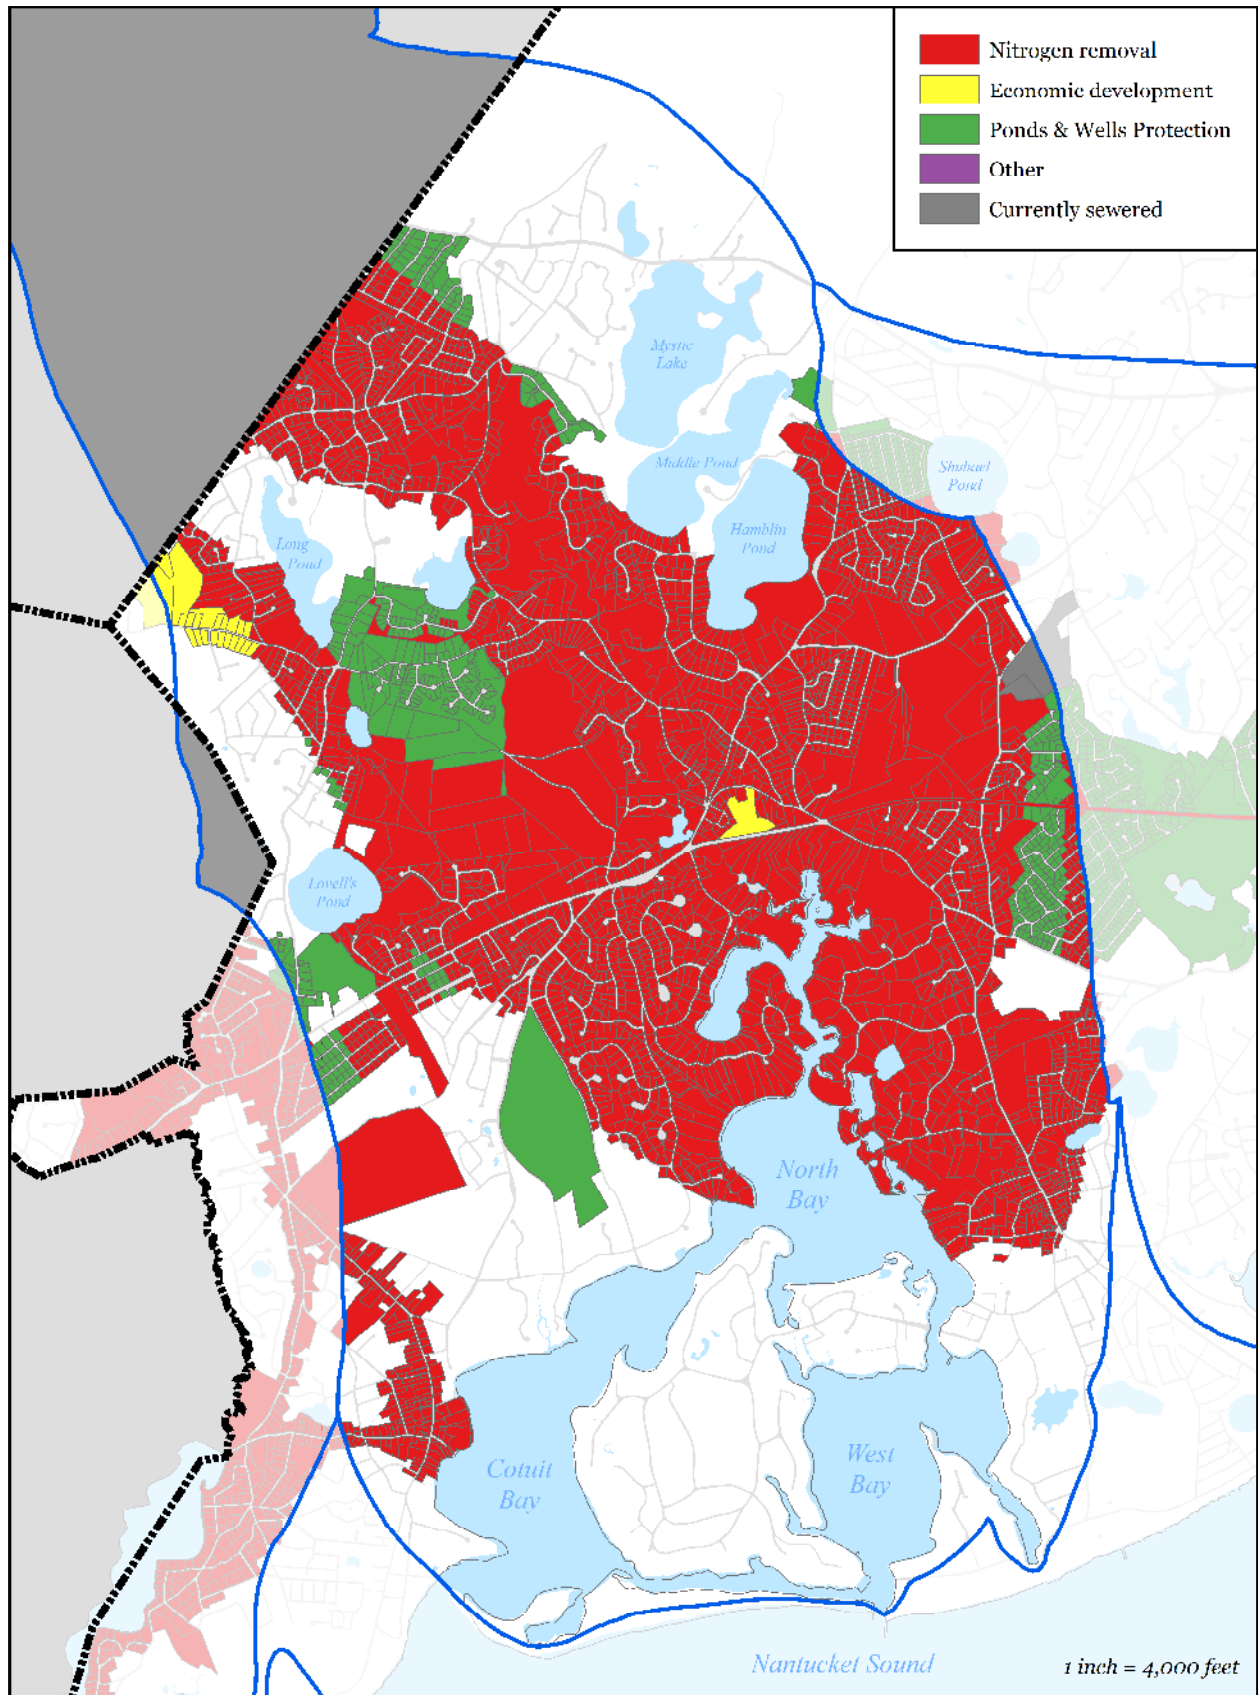 Nitrogen removal
Economic development
Ponds & Wells Protection
Other
Currently sewered
Mystic
Lake
Middle Pond
Shubael
Pond
Hamblin
Pond
Long
Pond
Lovell's
Pond
North
Bay
West
Bay
Cotuit
Bay
Nantucket Sound
1 inch = 4,000 feet